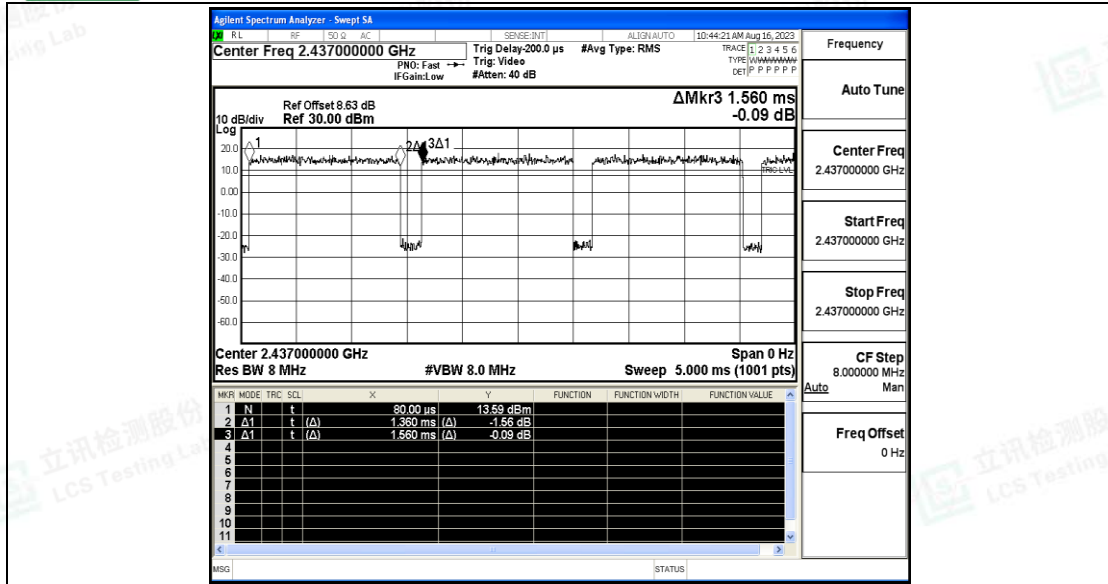 Agilent Spectrum Analyzer - Swept SA
RL RF 50 Ω AC SENSE:INT ALIGNAUTO 10:44:21 AM Aug 16, 2023
Center Freq 2.437000000 GHz
PNO: Fast
IFGain:Low
Trig Delay-200.0 µs
Trig: Video
#Atten: 40 dB
#Avg Type: RMS
TRACE 1 2 3 4 5 6
TYPE
DET P P P P P P
Ref Offset 8.63 dB
10 dB/div Ref 30.00 dBm
Log
ΔMkr3 1.560 ms
-0.09 dB
20.0
10.0
0.00
-10.0
-20.0
-30.0
-40.0
-50.0
-60.0
1
3Δ1
TRIG LVL
Center 2.437000000 GHz Span 0 Hz
Res BW 8 MHz #VBW 8.0 MHz Sweep 5.000 ms (1001 pts)
MKR MODE TRC SCL X Y FUNCTION FUNCTION WIDTH FUNCTION VALUE
1 N t 80.00 µs 13.59 dBm
2 Δ1 t (Δ) 1.360 ms (Δ) -1.56 dB
3 Δ1 t (Δ) 1.560 ms (Δ) -0.09 dB
4
5
6
7
8
9
10
11
MSG STATUS
Frequency
Auto Tune
Center Freq
2.437000000 GHz
Start Freq
2.437000000 GHz
Stop Freq
2.437000000 GHz
CF Step
8.000000 MHz
Auto Man
Freq Offset
0 Hz
立讯检测股份
LCS Testing Lab
立讯检测股份
LCS Testing